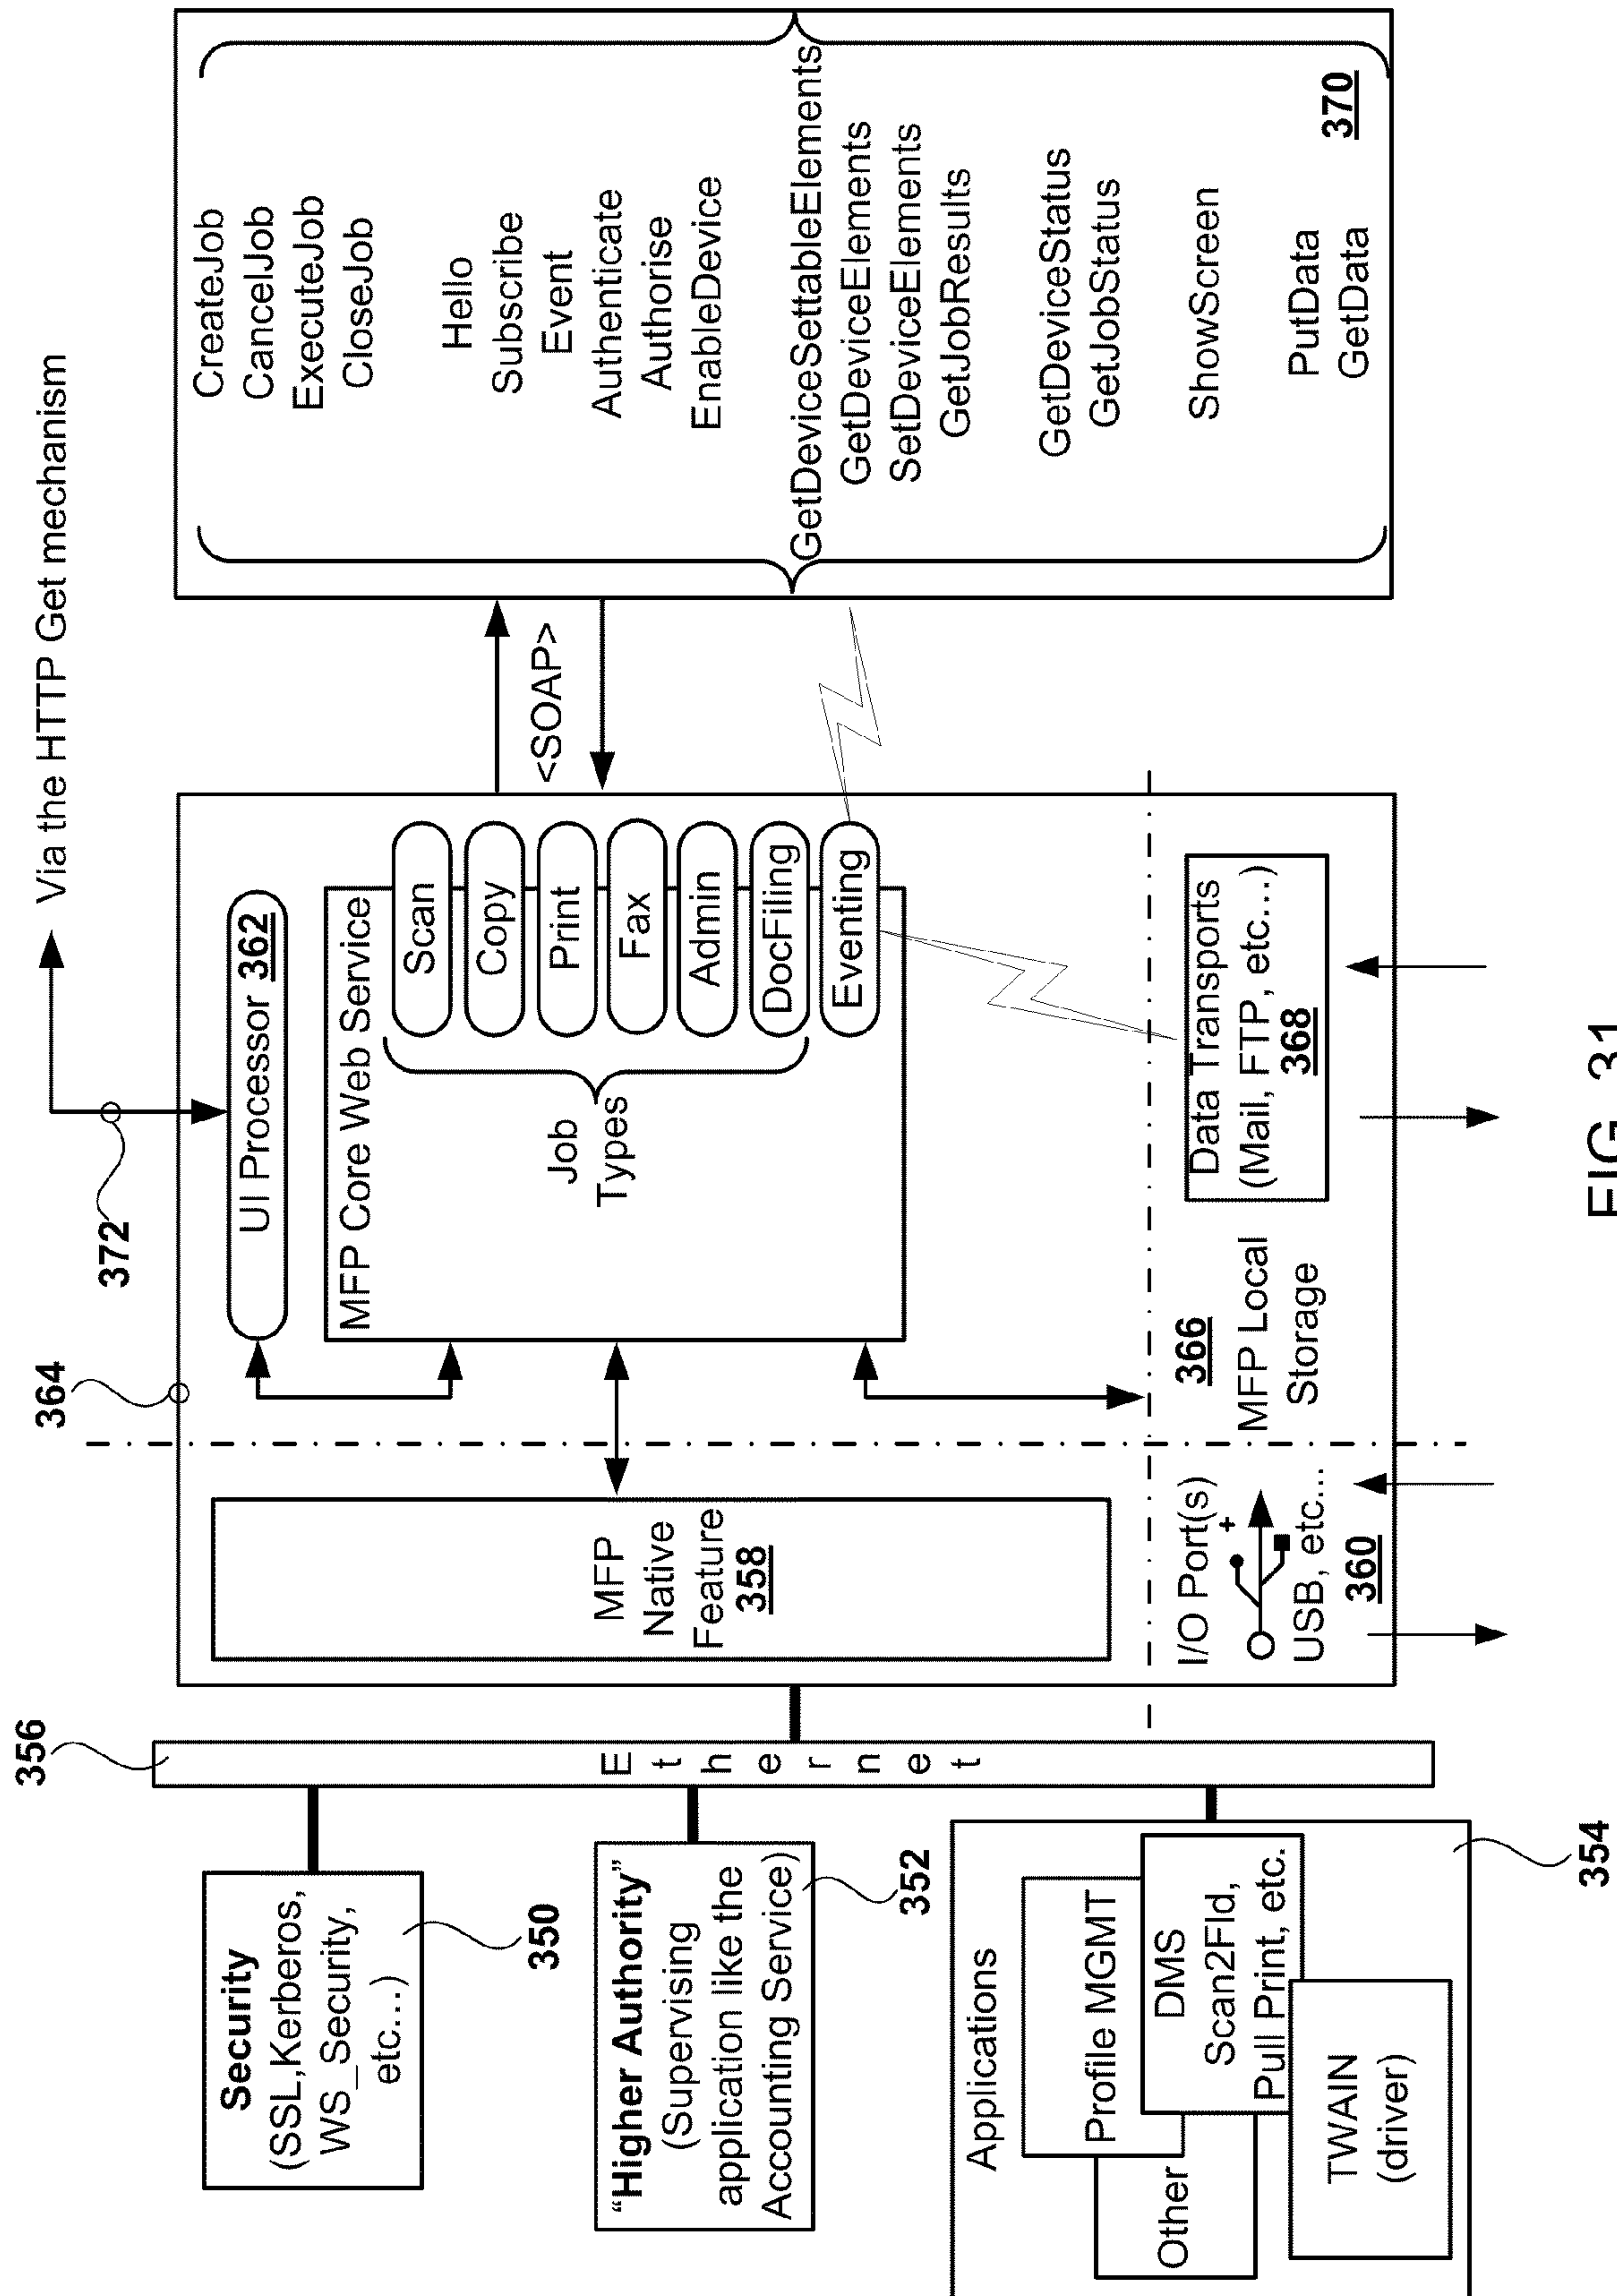 Security
(SSL,Kerberos,
WS_Security,
etc...)
350
"Higher Authority"
(Supervising
application like the
Accounting Service)
352
Applications
Profile MGMT
Other
DMS
Scan2Fld,
Pull Print, etc.
TWAIN
(driver)
354
356
Ethernet
MFP
Native
Feature
358
I/O Port(s)
USB, etc...
360
364
372
Via the HTTP Get mechanism
UI Processor 362
MFP Core Web Service
Job
Types
Scan
Copy
Print
Fax
Admin
DocFiling
Eventing
366
MFP Local
Storage
Data Transports
(Mail, FTP, etc...)
368
<SOAP>
CreateJob
CancelJob
ExecuteJob
CloseJob
Hello
Subscribe
Event
Authenticate
Authorise
EnableDevice
GetDeviceSettableElements
GetDeviceElements
SetDeviceElements
GetJobResults
GetDeviceStatus
GetJobStatus
ShowScreen
PutData
GetData
370
FIG. 31